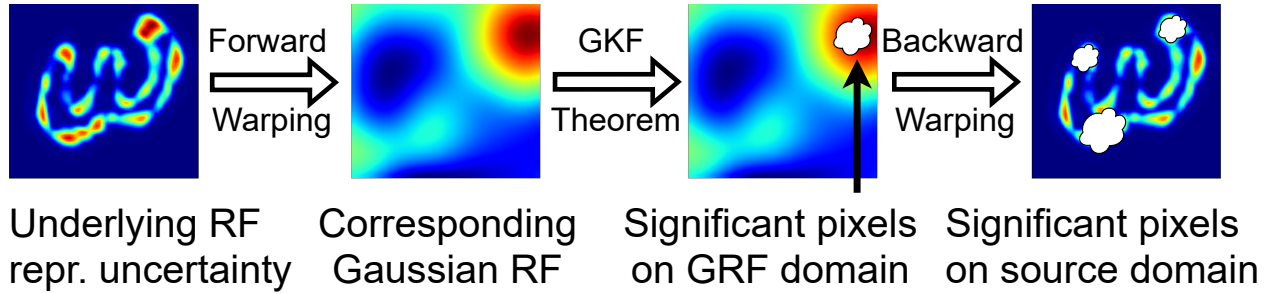 Forward
Warping
GKF
Theorem
Backward
Warping
Underlying RF
repr. uncertainty
Corresponding
Gaussian RF
Significant pixels
on GRF domain
Significant pixels
on source domain